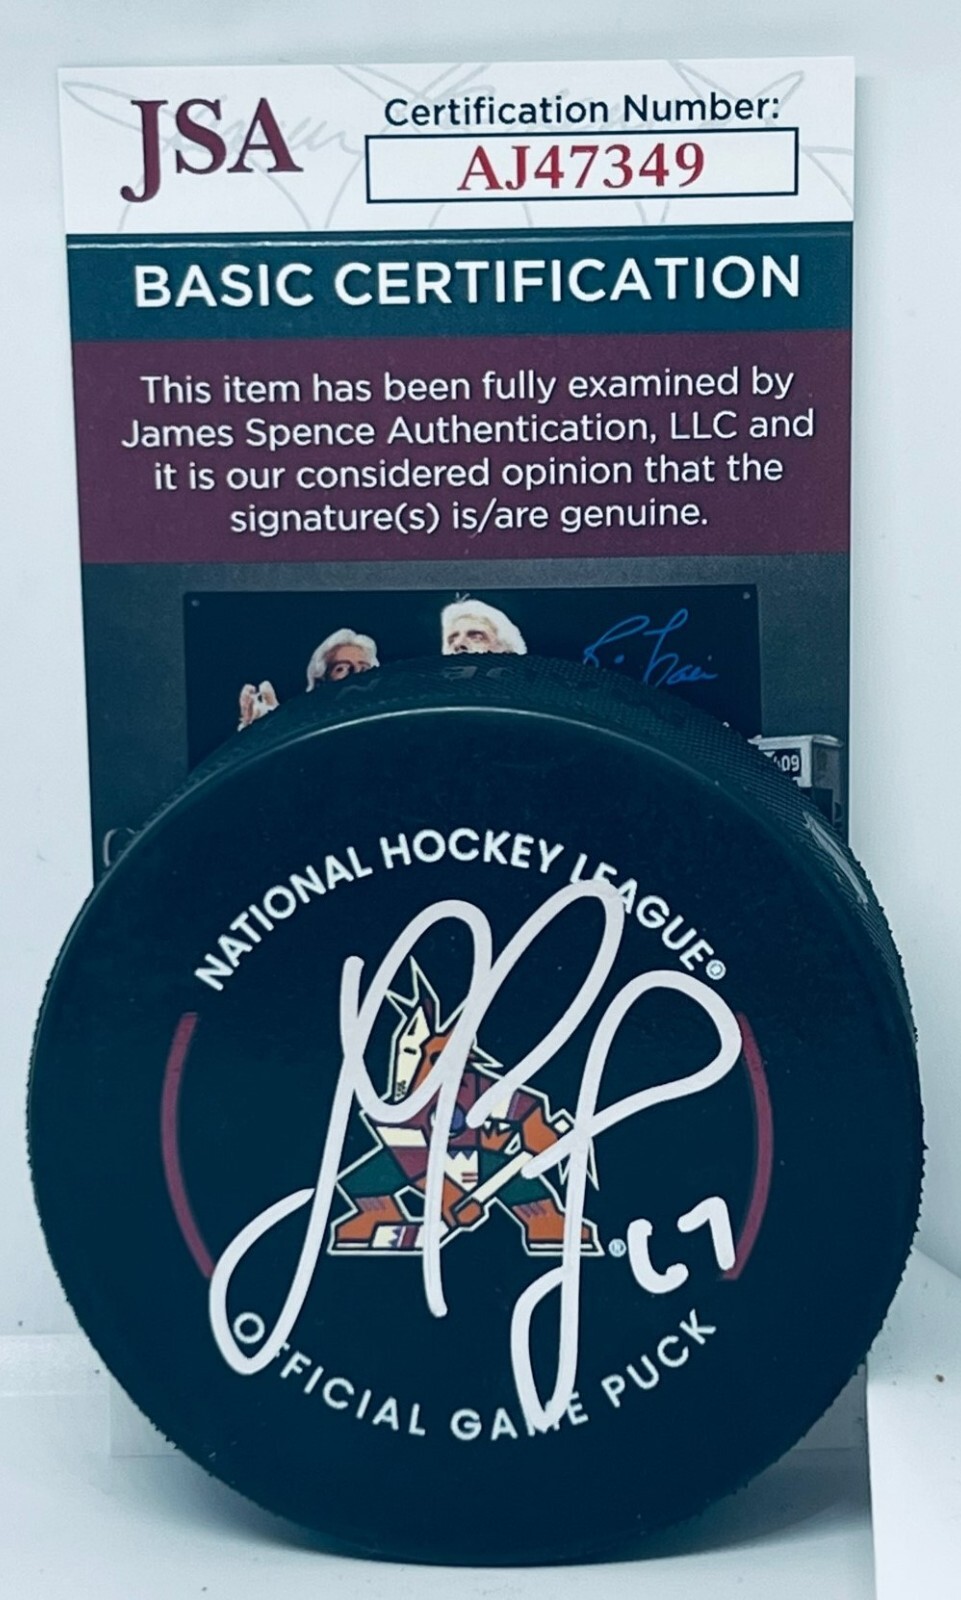 JSA
Certification Number:
AJ47349
BASIC CERTIFICATION
This item has been fully examined by
James Spence Authentication, LLC and
it is our considered opinion that the
signature(s) is/are genuine.
409
NATIONAL HOCKEY LEAGUE®
®
67
OFFICIAL GAME PUCK